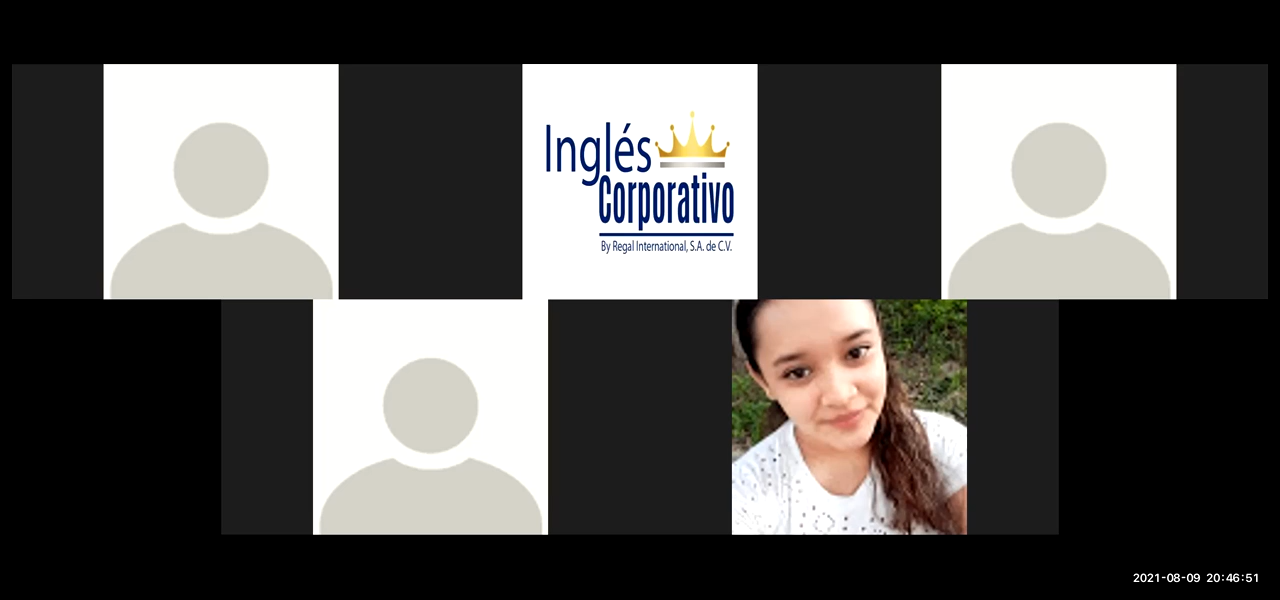 Inglés
Corporativo
By Regal International, S.A. de C.V.
2021-08-09 20:46:51